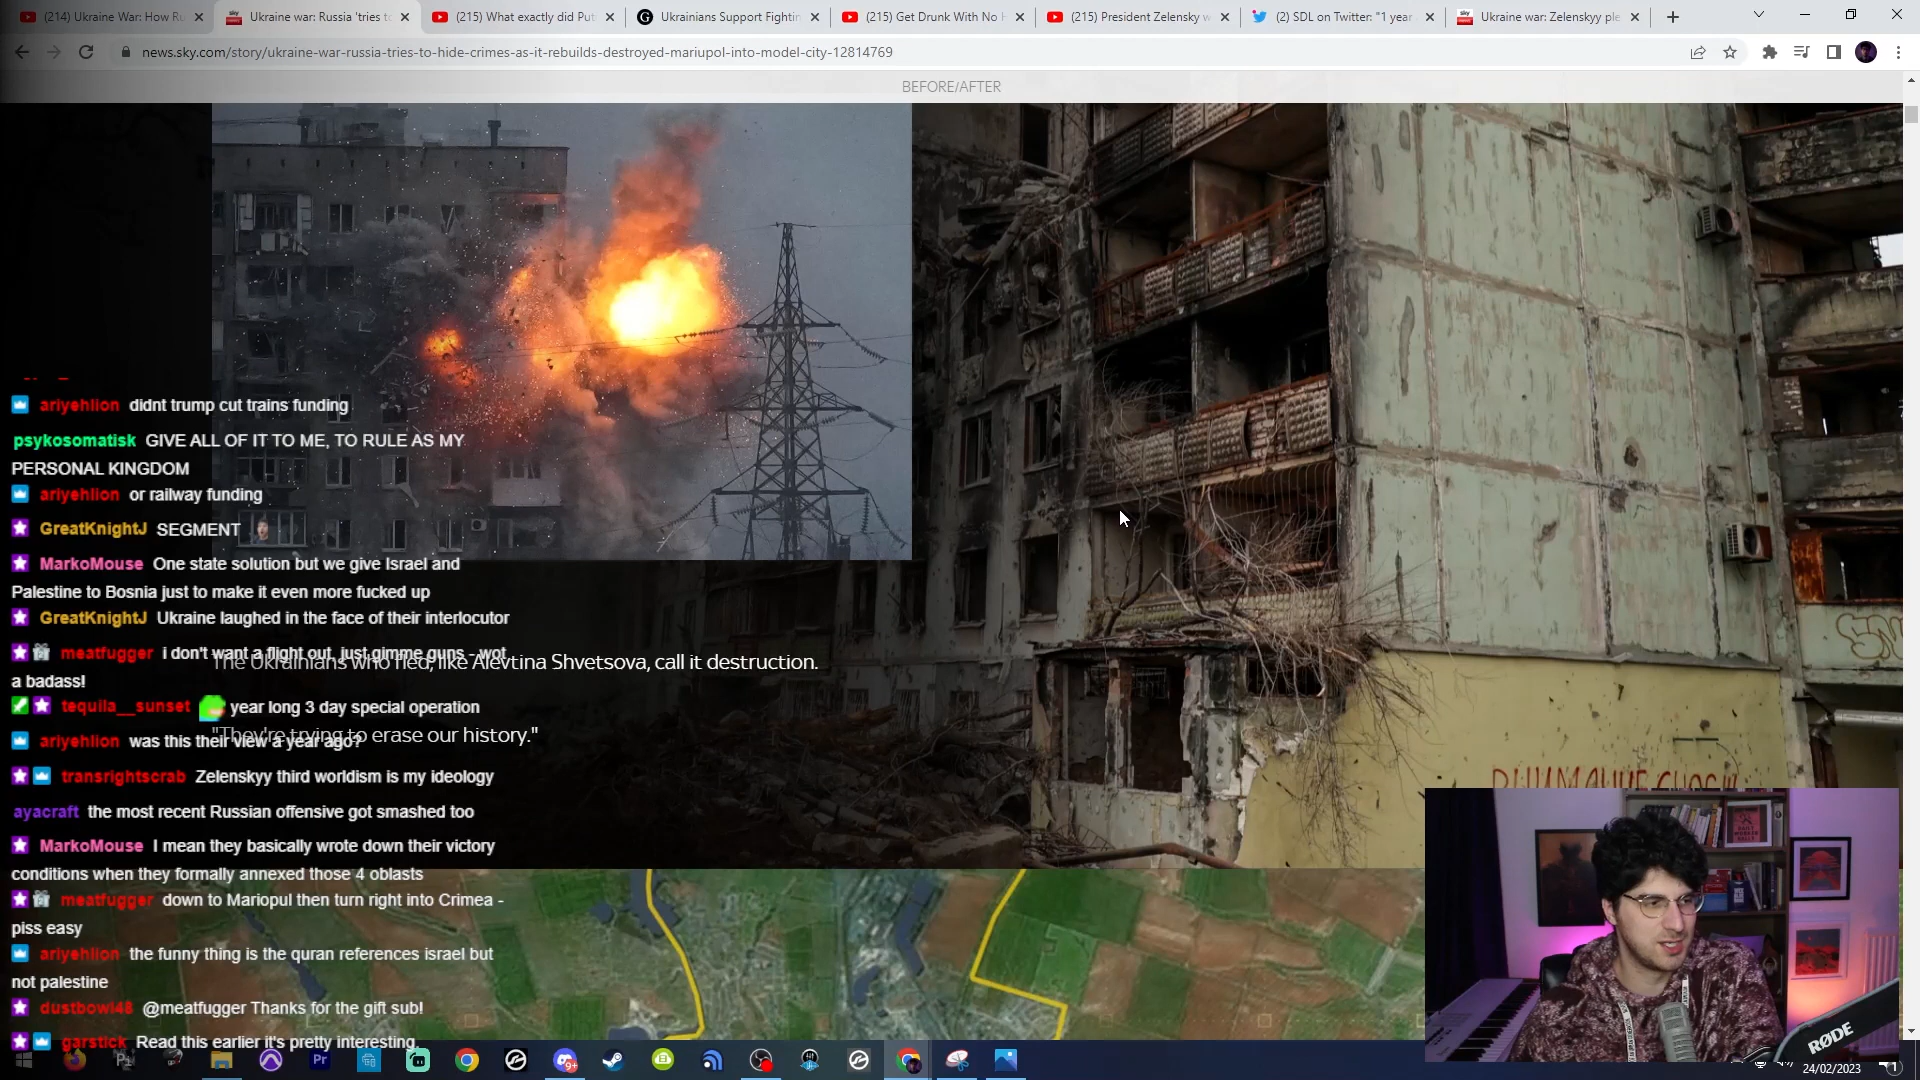 (214) Ukraine War: How Ru
Ukraine war: Russia 'tries to
(215) What exactly did Put
Ukrainians Support Fightin
(215) Get Drunk With No H
(215) President Zelensky w
(2) SDL on Twitter: "1 year
Ukraine war: Zelenskyy ple
news.sky.com/story/ukraine-war-russia-tries-to-hide-crimes-as-it-rebuilds-destroyed-mariupol-into-model-city-12814769
BEFORE/AFTER
ariyehlion didnt trump cut trains funding
psykosomatisk GIVE ALL OF IT TO ME, TO RULE AS MY
PERSONAL KINGDOM
ariyehlion or railway funding
GreatKnightJ SEGMENT
MarkoMouse One state solution but we give Israel and
Palestine to Bosnia just to make it even more fucked up
GreatKnightJ Ukraine laughed in the face of their interlocutor
meatfugger i don't want a flight out, just gimme guns - wot
a badass!
The Ukrainians who fled, like Alevtina Shvetsova, call it destruction.
tequila__sunset year long 3 day special operation
ariyehlion was this their view a year ago?
"They're trying to erase our history."
transrightscrab Zelenskyy third worldism is my ideology
ayacraft the most recent Russian offensive got smashed too
MarkoMouse I mean they basically wrote down their victory
conditions when they formally annexed those 4 oblasts
meatfugger down to Mariopul then turn right into Crimea -
piss easy
ariyehlion the funny thing is the quran references israel but
not palestine
dustbowl48 @meatfugger Thanks for the gift sub!
garstick Read this earlier it's pretty interesting.
RØDE
24/02/2023